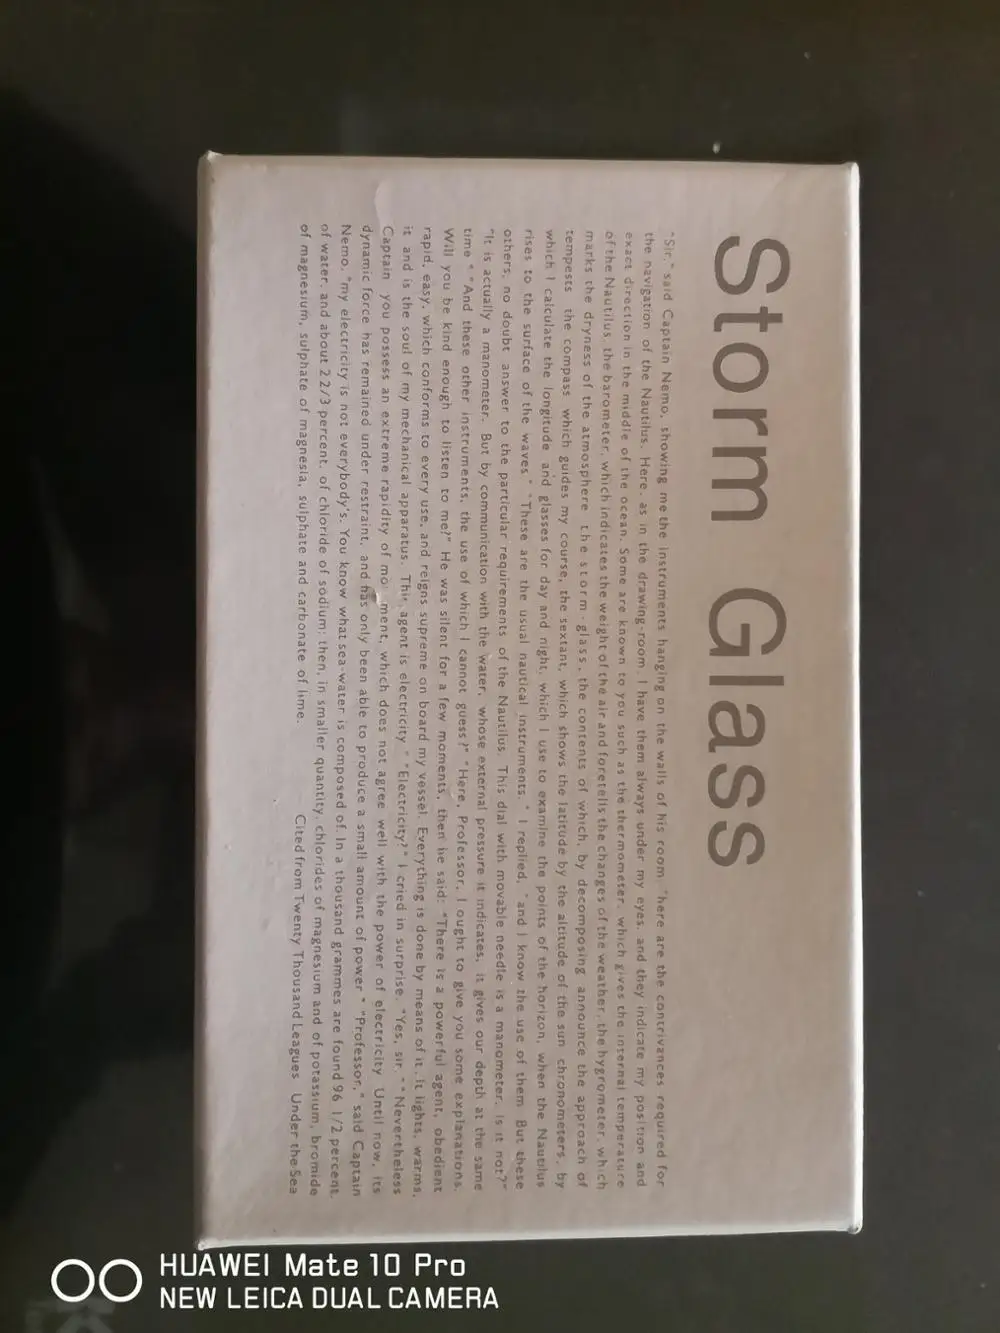 Storm Glass
"Sir," said Captain Nemo, showing me the instruments hanging on the walls of his room, "here are the contrivances required for
the navigation of the Nautilus. Here, as in the drawing-room, I have them always under my eyes, and they indicate my position and
exact direction in the middle of the ocean. Some are known to you such as the thermometer, which gives the internal temperature
of the Nautilus, the barometer, which indicates the weight of the air and foretells the changes of the weather, the hygrometer, which
marks the dryness of the atmosphere the storm-glass, the contents of which, by decomposing announce the approach of
tempests the compass which guides my course, the sextant, which shows the latitude by the altitude of the sun chronometers, by
which I calculate the longitude and glasses for day and night, which I use to examine the points of the horizon, when the Nautilus
rises to the surface of the waves" "These are the usual nautical instruments," I replied, "and I know the use of them But these
others, no doubt answer to the particular requirements of the Nautilus This dial with movable needle is a manometer, is it not?"
"It is actually a manometer. But by communication with the water, whose external pressure it indicates, it gives our depth at the same
time" "And these other instruments, the use of which I cannot guess?" "Here, Professor, I ought to give you some explanations.
Will you be kind enough to listen to me?" He was silent for a few moments, then he said: "There is a powerful agent, obedient
rapid, easy, which conforms to every use, and reigns supreme on board my vessel. Everything is done by means of it. It lights, warms,
it and is the soul of my mechanical apparatus. This agent is electricity" "Electricity?" I cried in surprise. "Yes, sir." "Nevertheless
Captain you possess an extreme rapidity of mo ment, which does not agree well with the power of electricity Until now, its
dynamic force has remained under restraint, and has only been able to produce a small amount of power" "Professor," said Captain
Nemo, "my electricity is not everybody's. You know what sea-water is composed of. In a thousand grammes are found 96 1/2 percent.
of water, and about 2 2/3 percent. of chloride of sodium; then, in smaller quantity, chlorides of magnesium and of potassium, bromide
of magnesium, sulphate of magnesia, sulphate and carbonate of lime.
Cited from Twenty Thousand Leagues Under the Sea
HUAWEI Mate 10 Pro
NEW LEICA DUAL CAMERA